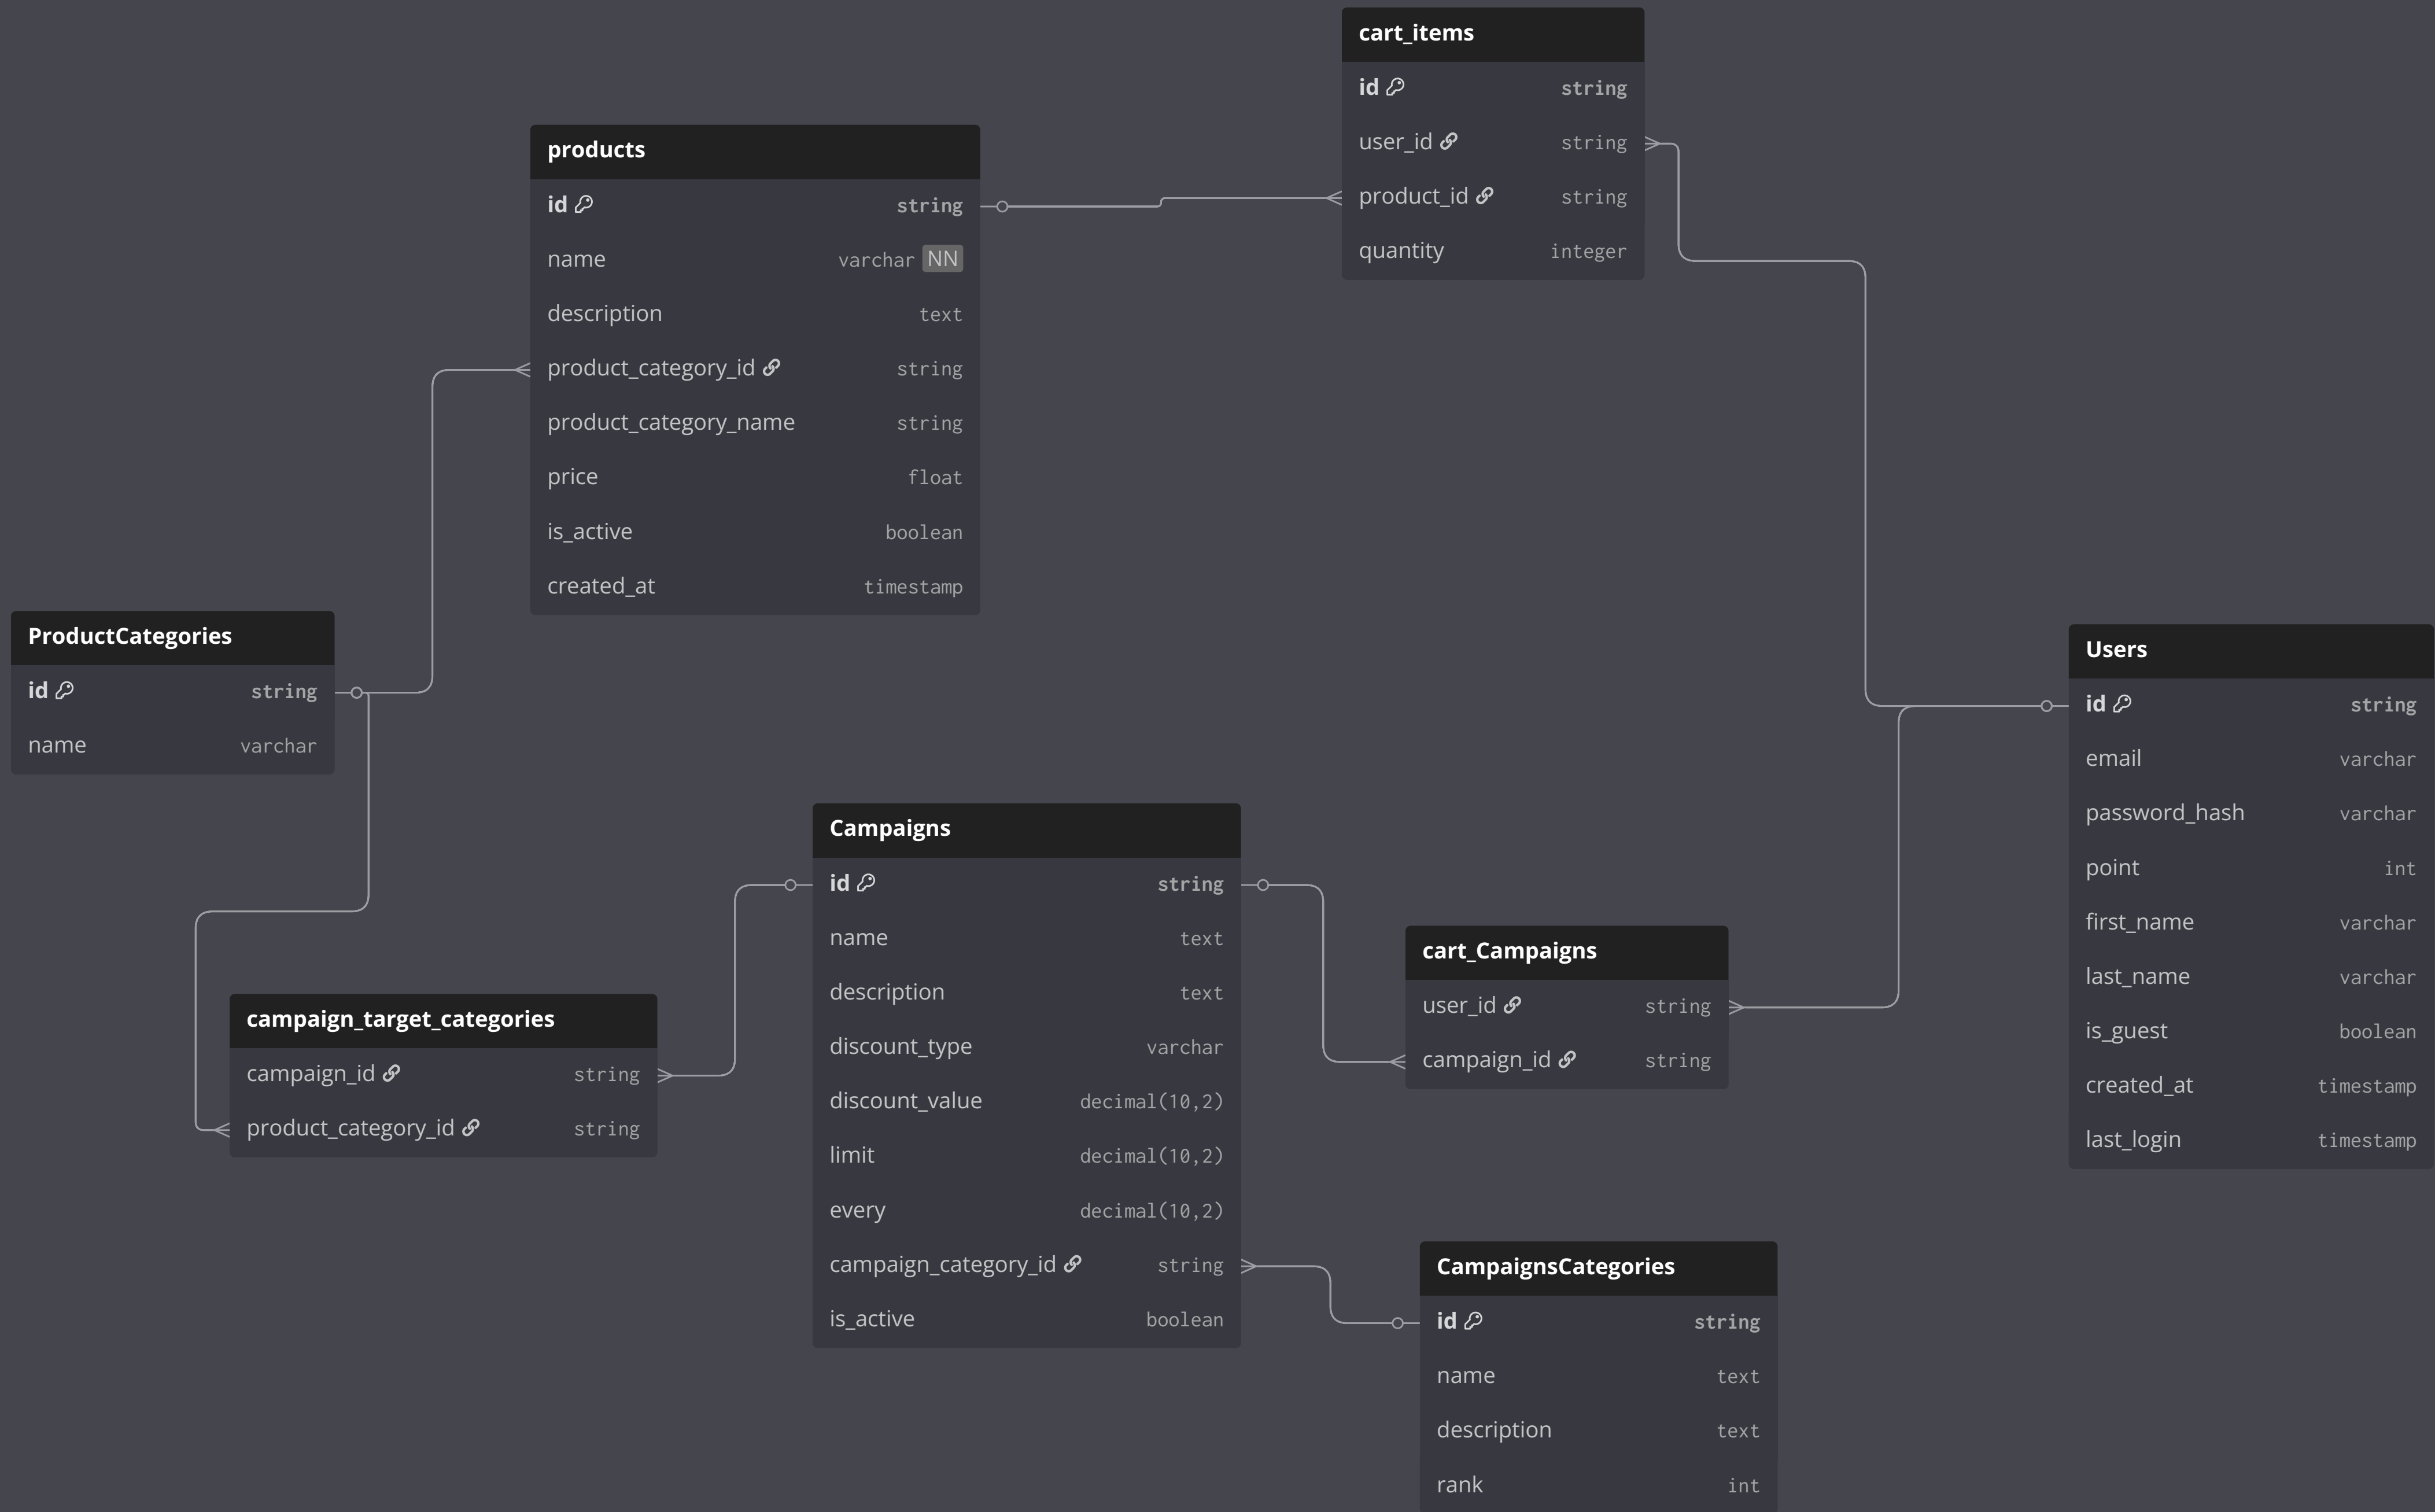 cart_items
id string
user_id string
product_id string
quantity integer
products
id string
name varchar NN
description text
product_category_id string
product_category_name string
price float
is_active boolean
created_at timestamp
ProductCategories
id string
name varchar
Users
id string
email varchar
password_hash varchar
point int
first_name varchar
last_name varchar
is_guest boolean
created_at timestamp
last_login timestamp
Campaigns
id string
name text
description text
discount_type varchar
discount_value decimal(10,2)
limit decimal(10,2)
every decimal(10,2)
campaign_category_id string
is_active boolean
cart_Campaigns
user_id string
campaign_id string
campaign_target_categories
campaign_id string
product_category_id string
CampaignsCategories
id string
name text
description text
rank int